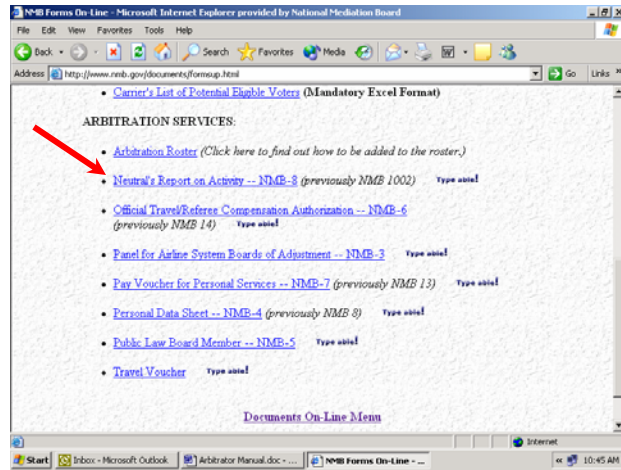 NMB Forms On-Line - Microsoft Internet Explorer provided by National Mediation Board
File Edit View Favorites Tools Help
Back Search Favorites Media
Address http://www.nmb.gov/documents/formsup.html Go Links »
• Carrier's List of Potential Eligible Voters (Mandatory Excel Format)
ARBITRATION SERVICES:
• Arbitration Roster (Click here to find out how to be added to the roster.)
• Neutral's Report on Activity -- NMB-8 (previously NMB 1002) Type able!
• Official Travel/Referee Compensation Authorization -- NMB-6
(previously NMB 14) Type able!
• Panel for Airline System Boards of Adjustment -- NMB-3 Type able!
• Pay Voucher for Personal Services -- NMB-7 (previously NMB 13) Type able!
• Personal Data Sheet -- NMB-4 (previously NMB 8) Type able!
• Public Law Board Member -- NMB-5 Type able!
• Travel Voucher Type able!
Documents On-Line Menu
Internet
Start Inbox - Microsoft Outlook Arbitrator Manual.doc - ... NMB Forms On-Line - ... « 10:45 AM